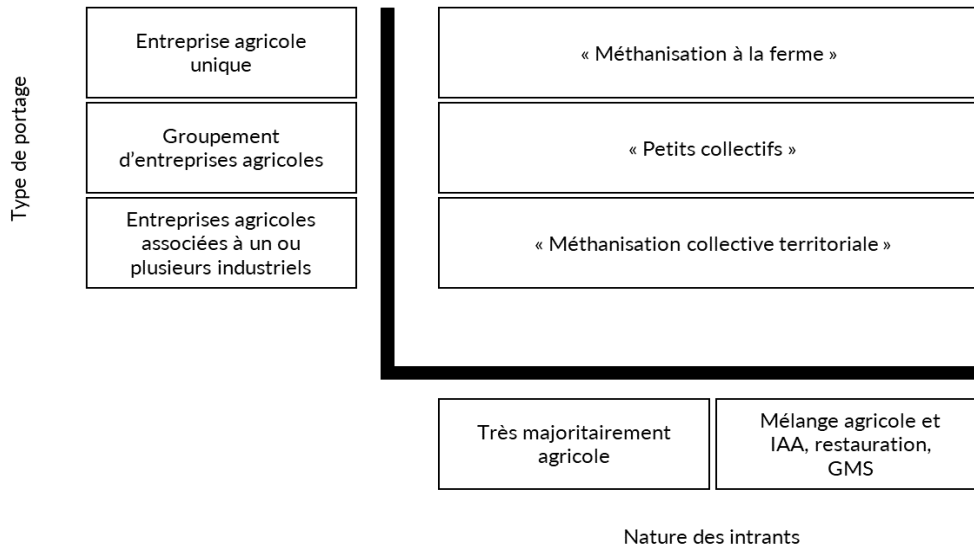 Type de portage
Entreprise agricole
unique
« Méthanisation à la ferme »
Groupement
d’entreprises agricoles
« Petits collectifs »
Entreprises agricoles
associées à un ou
plusieurs industriels
« Méthanisation collective territoriale »
Très majoritairement
agricole
Mélange agricole et
IAA, restauration,
GMS
Nature des intrants